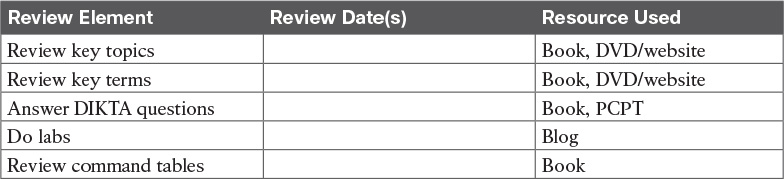 Review Element Review Date(s) Resource Used
Review key topics Book, DVD/website
Review key terms Book, DVD/website
Answer DIKTA questions Book, PCPT
Do labs Blog
Review command tables Book